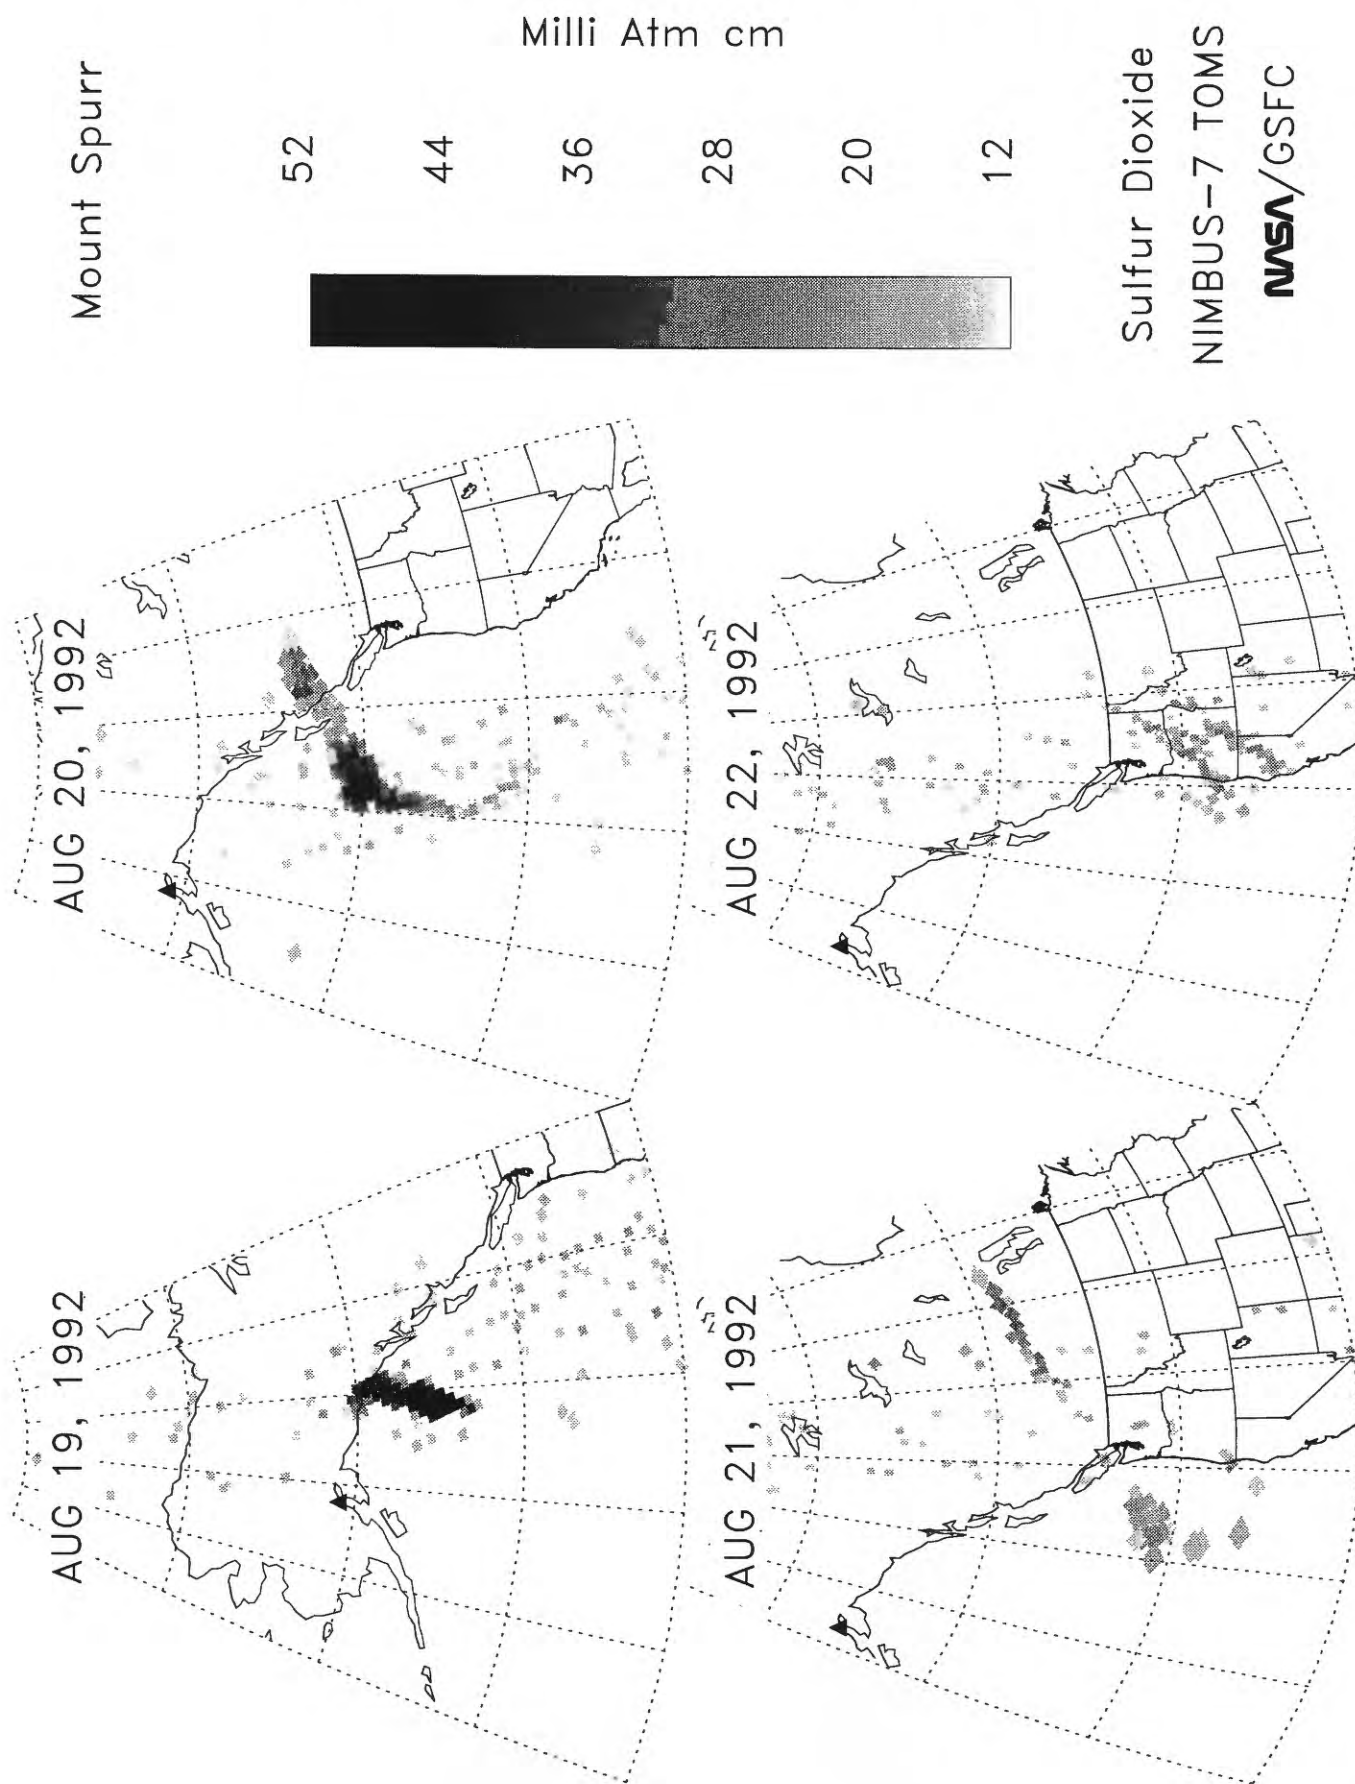 AUG 19, 1992
AUG 20, 1992
Mount Spurr
AUG 21, 1992
AUG 22, 1992
52
44
36
28
20
12
Milli Atm cm
Sulfur Dioxide
NIMBUS-7 TOMS
NASA/GSFC